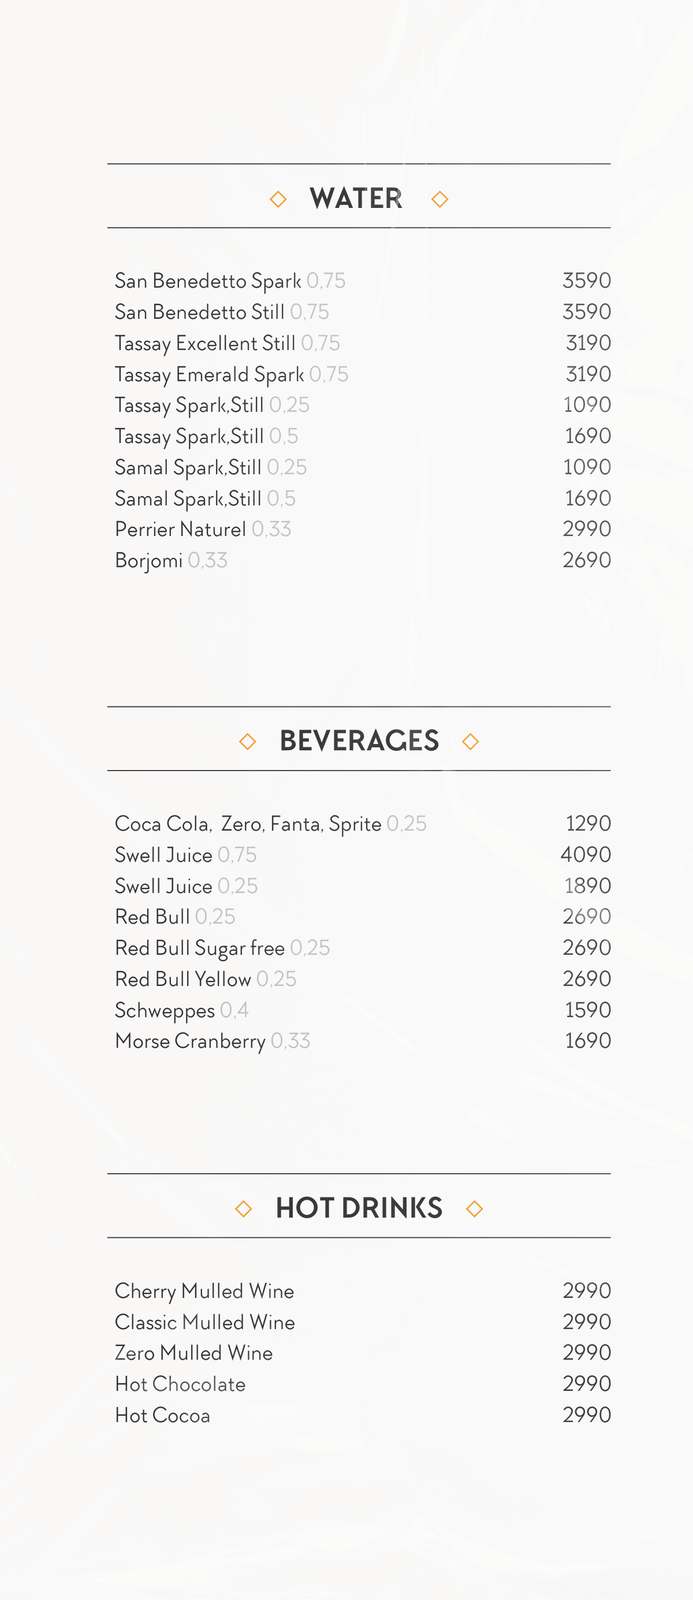 WATER
San Benedetto Spark 0,75 3590
San Benedetto Still 0,75 3590
Tassay Excellent Still 0,75 3190
Tassay Emerald Spark 0,75 3190
Tassay Spark,Still 0,25 1090
Tassay Spark,Still 0,5 1690
Samal Spark,Still 0,25 1090
Samal Spark,Still 0,5 1690
Perrier Naturel 0,33 2990
Borjomi 0,33 2690
BEVERAGES
Coca Cola, Zero, Fanta, Sprite 0,25 1290
Swell Juice 0,75 4090
Swell Juice 0,25 1890
Red Bull 0,25 2690
Red Bull Sugar free 0,25 2690
Red Bull Yellow 0,25 2690
Schweppes 0,4 1590
Morse Cranberry 0,33 1690
HOT DRINKS
Cherry Mulled Wine 2990
Classic Mulled Wine 2990
Zero Mulled Wine 2990
Hot Chocolate 2990
Hot Cocoa 2990